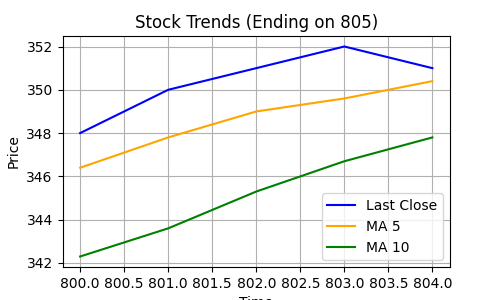 Stock Trends (Ending on 805)
Price
352
350
348
346
344
342
Last Close
MA 5
MA 10
800.0 800.5 801.0 801.5 802.0 802.5 803.0 803.5 804.0
Time